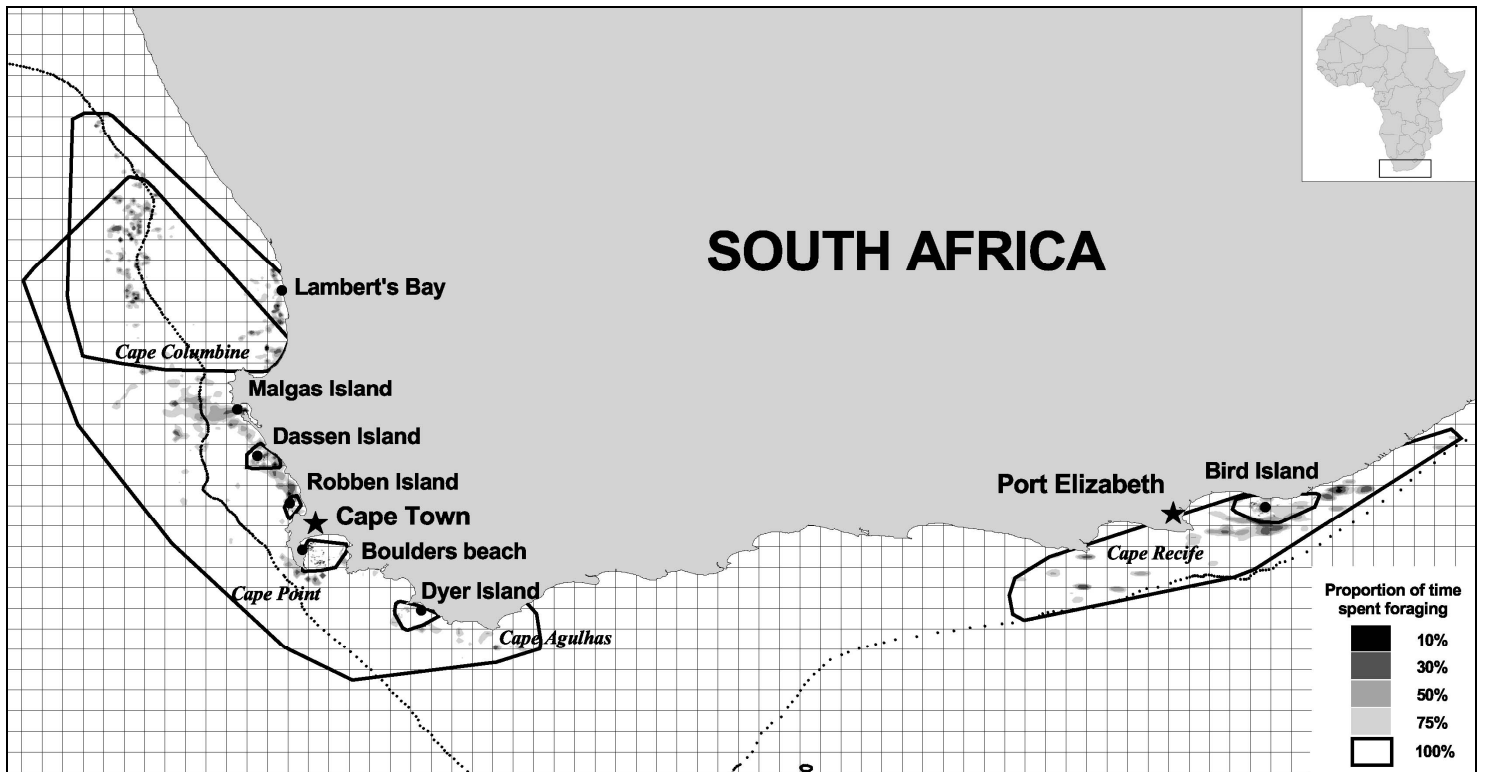 SOUTH AFRICA
Lambert's Bay
Cape Columbine
Malgas Island
Dassen Island
Robben Island
Cape Town
Boulders beach
Cape Point
Dyer Island
Cape Agulhas
Port Elizabeth
Bird Island
Cape Recife
Proportion of time
spent foraging
10%
30%
50%
75%
100%